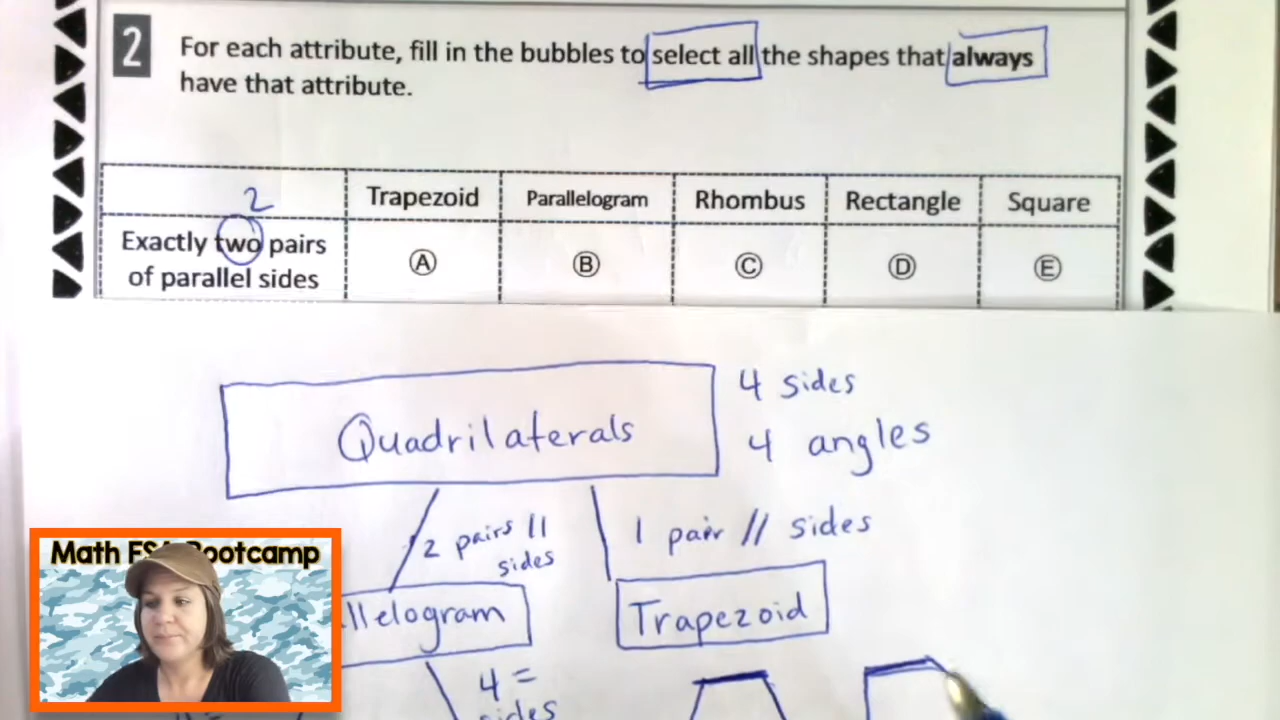 2 For each attribute, fill in the bubbles to select all the shapes that always
have that attribute.
2
Trapezoid Parallelogram Rhombus Rectangle Square
Exactly two pairs
of parallel sides
A B C D E
Quadrilaterals
4 sides
4 angles
2 pairs //
sides
1 pair // sides
llelogram
Trapezoid
4 =
sides
Math FSA Bootcamp